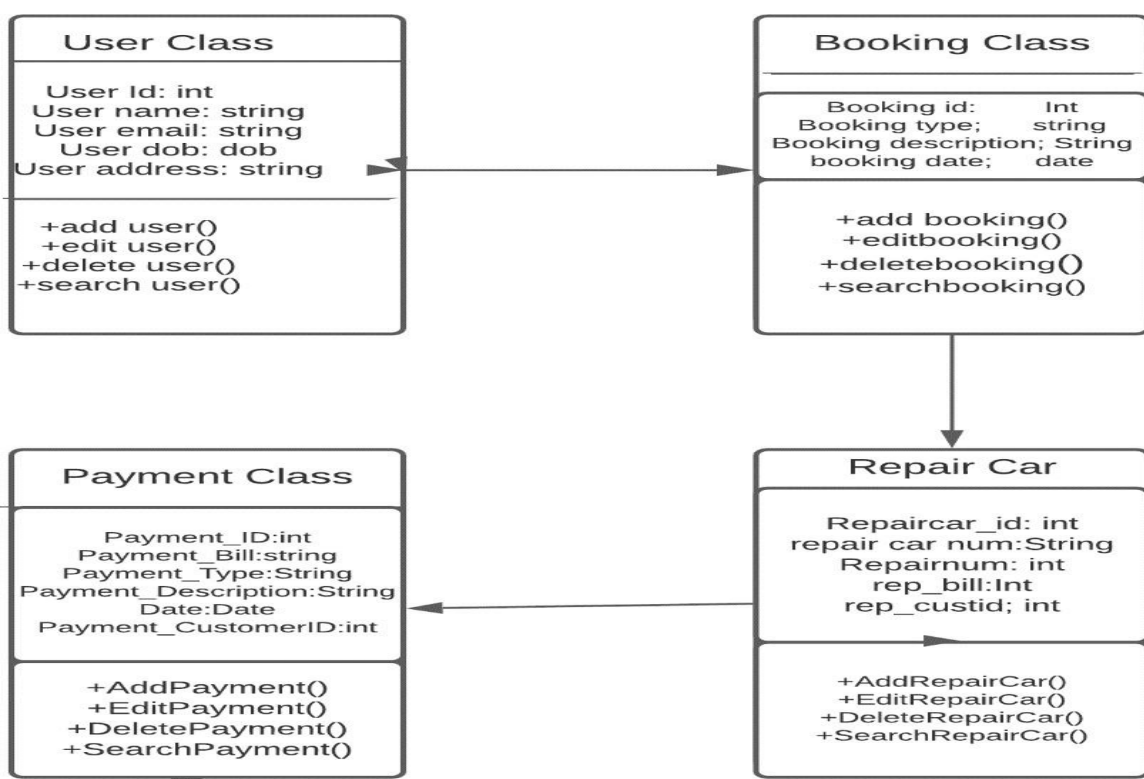 User Class
User Id: int
User name: string
User email: string
User dob: dob
User address: string
+add user()
+edit user()
+delete user()
+search user()
Booking Class
Booking id: Int
Booking type; string
Booking description; String
booking date; date
+add booking()
+editbooking()
+deletebooking()
+searchbooking()
Payment Class
Payment_ID:int
Payment_Bill:string
Payment_Type:String
Payment_Description:String
Date:Date
Payment_CustomerID:int
+AddPayment()
+EditPayment()
+DeletePayment()
+SearchPayment()
Repair Car
Repaircar_id: int
repair car num:String
Repairnum: int
rep_bill:Int
rep_custid; int
+AddRepairCar()
+EditRepairCar()
+DeleteRepairCar()
+SearchRepairCar()